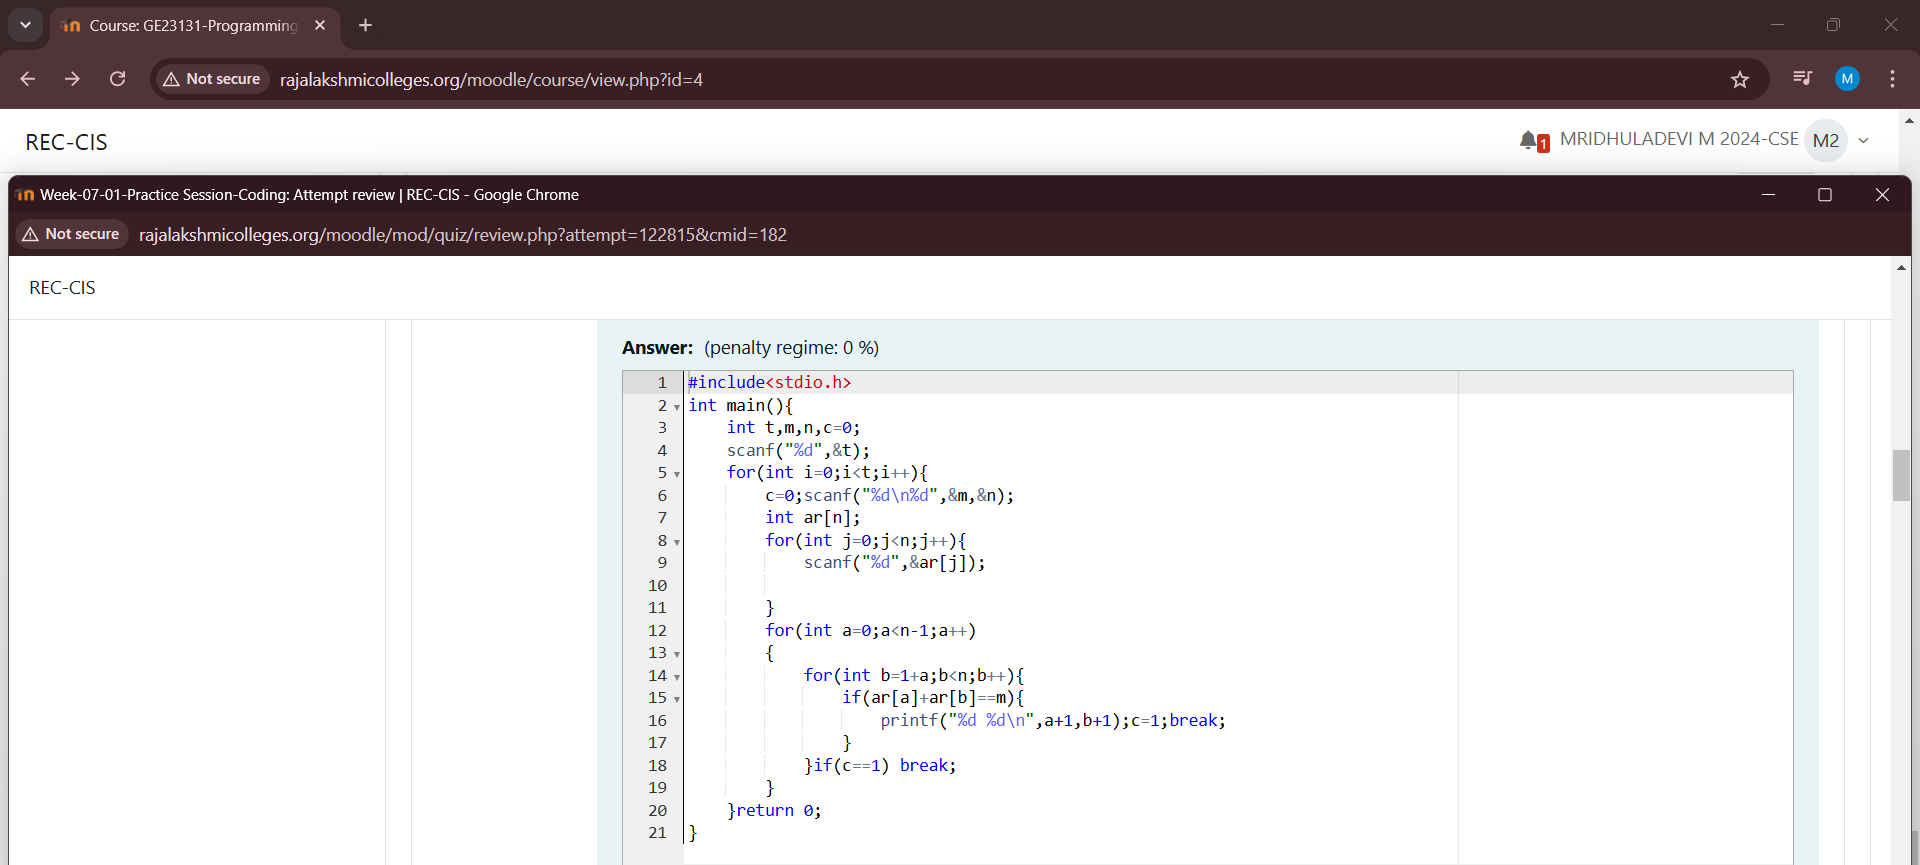 Course: GE23131-Programming
Not secure
rajalakshmicolleges.org/moodle/course/view.php?id=4
M
REC-CIS
1
MRIDHULADEVI M 2024-CSE
M2
Week-07-01-Practice Session-Coding: Attempt review | REC-CIS - Google Chrome
Not secure
rajalakshmicolleges.org/moodle/mod/quiz/review.php?attempt=122815&cmid=182
REC-CIS
Answer: (penalty regime: 0 %)
1 #include<stdio.h>
2 int main(){
3 int t,m,n,c=0;
4 scanf("%d",&t);
5 for(int i=0;i<t;i++){
6 c=0;scanf("%d\n%d",&m,&n);
7 int ar[n];
8 for(int j=0;j<n;j++){
9 scanf("%d",&ar[j]);
10
11 }
12 for(int a=0;a<n-1;a++)
13 {
14 for(int b=1+a;b<n;b++){
15 if(ar[a]+ar[b]==m){
16 printf("%d %d\n",a+1,b+1);c=1;break;
17 }
18 }if(c==1) break;
19 }
20 }return 0;
21 }